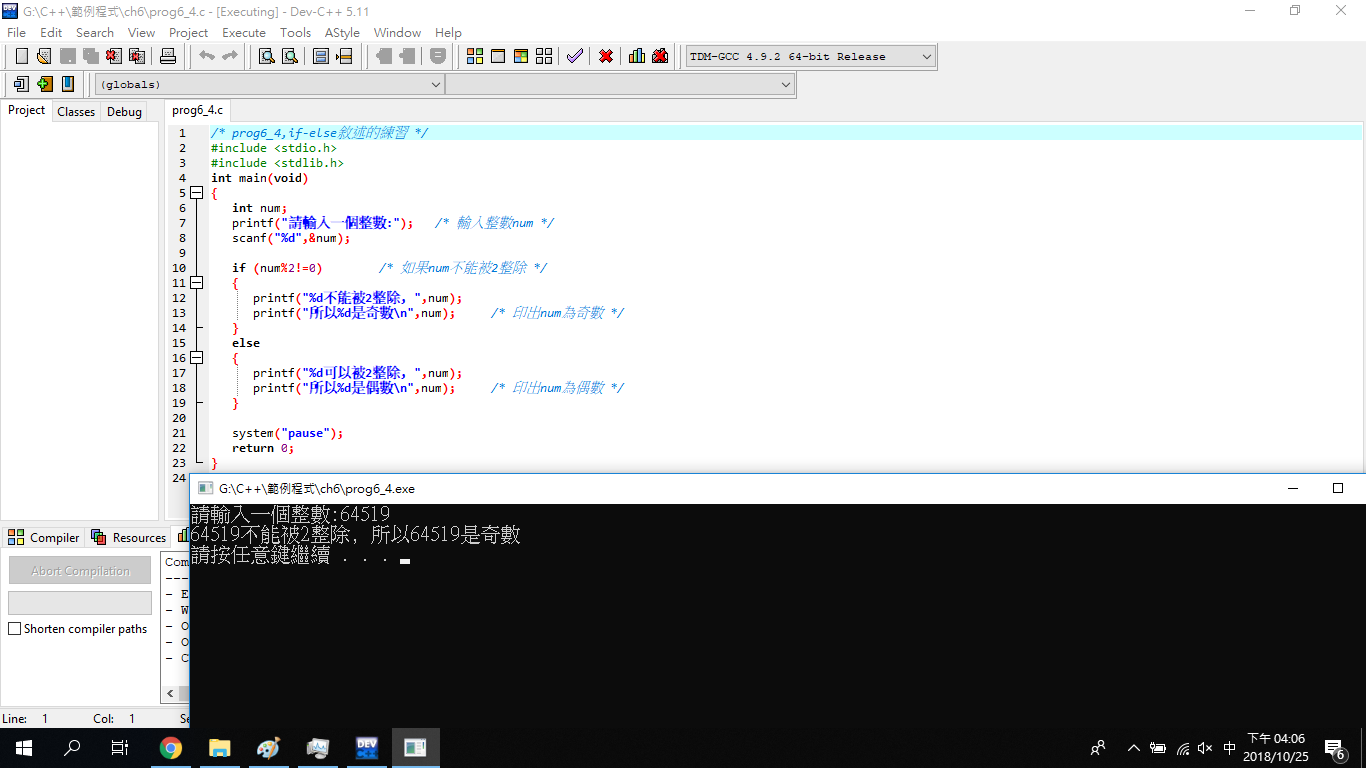 G:\C++\範例程式\ch6\prog6_4.c - [Executing] - Dev-C++ 5.11
File Edit Search View Project Execute Tools AStyle Window Help
TDM-GCC 4.9.2 64-bit Release
(globals)
Project Classes Debug
prog6_4.c
1 /* prog6_4,if-else敘述的練習 */
2 #include <stdio.h>
3 #include <stdlib.h>
4 int main(void)
5 {
6 int num;
7 printf("請輸入一個整數:"); /* 輸入整數num */
8 scanf("%d",&num);
9
10 if (num%2!=0) /* 如果num不能被2整除 */
11 {
12 printf("%d不能被2整除，",num);
13 printf("所以%d是奇數\n",num); /* 印出num為奇數 */
14 }
15 else
16 {
17 printf("%d可以被2整除，",num);
18 printf("所以%d是偶數\n",num); /* 印出num為偶數 */
19 }
20
21 system("pause");
22 return 0;
23 }
24
G:\C++\範例程式\ch6\prog6_4.exe
請輸入一個整數:64519
64519不能被2整除，所以64519是奇數
請按任意鍵繼續 . . .
Compiler Resources
Abort Compilation
Shorten compiler paths
Com
----
- E
- W
- O
- O
- C
Line: 1 Col: 1 Se
DEV
中
下午 04:06
2018/10/25
6